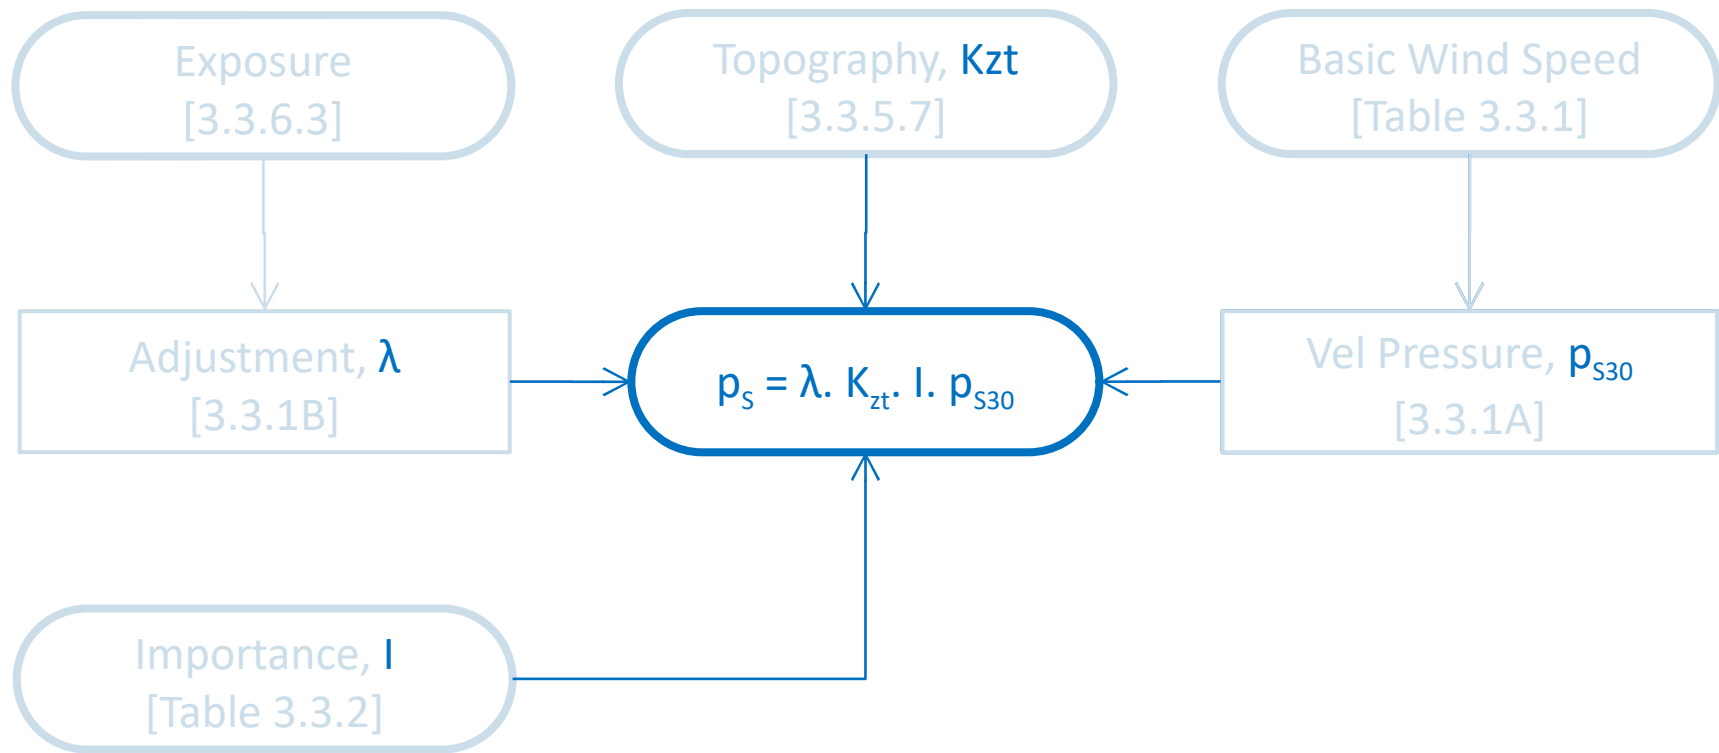 Exposure
[3.3.6.3]
Topography, Kzt
[3.3.5.7]
Basic Wind Speed
[Table 3.3.1]
Adjustment, λ
[3.3.1B]
pS = λ. Kzt. I. pS30
Vel Pressure, pS30
[3.3.1A]
Importance, I
[Table 3.3.2]